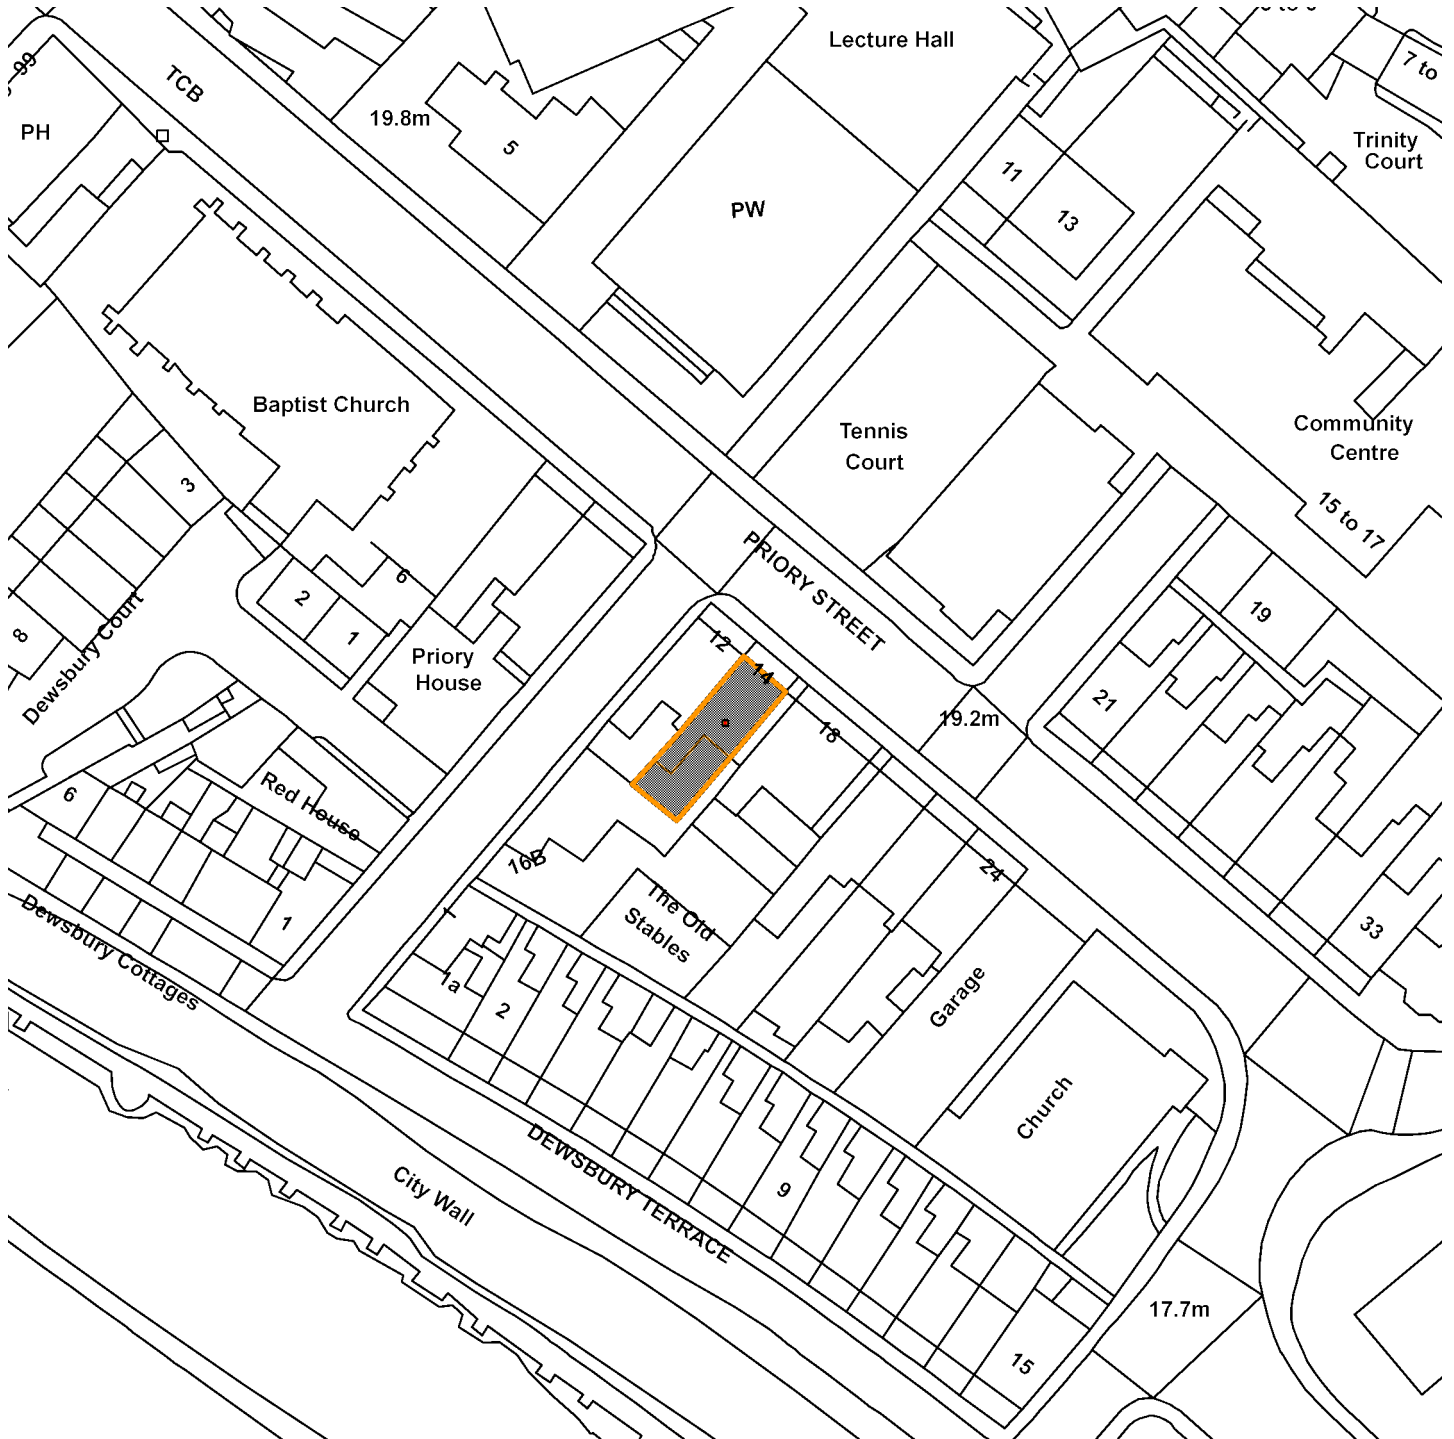 Lecture Hall
7 to
99
TCB
19.8m
PH
5
Trinity
Court
11
PW
13
Baptist Church
Tennis
Court
Community
Centre
3
15 to 17
PRIORY STREET
6
2
1
19
8
Dewsbury Court
12
14
Priory
House
21
18
19.2m
6
Red House
16B
24
The Old
Stables
1
33
Dewsbury Cottages
1a
2
Garage
Church
DEWSBURY TERRACE
9
City Wall
17.7m
15